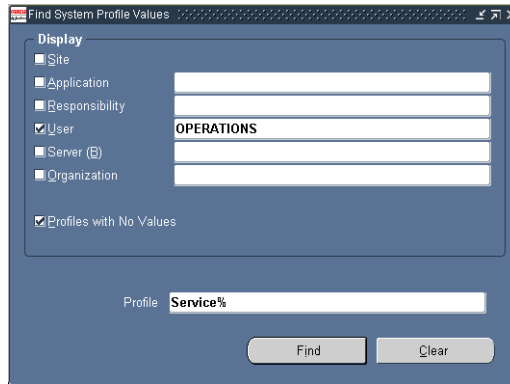 Find System Profile Values
Display
Site
Application
Responsibility
User OPERATIONS
Server (B)
Organization
Profiles with No Values
Profile Service%
Find Clear